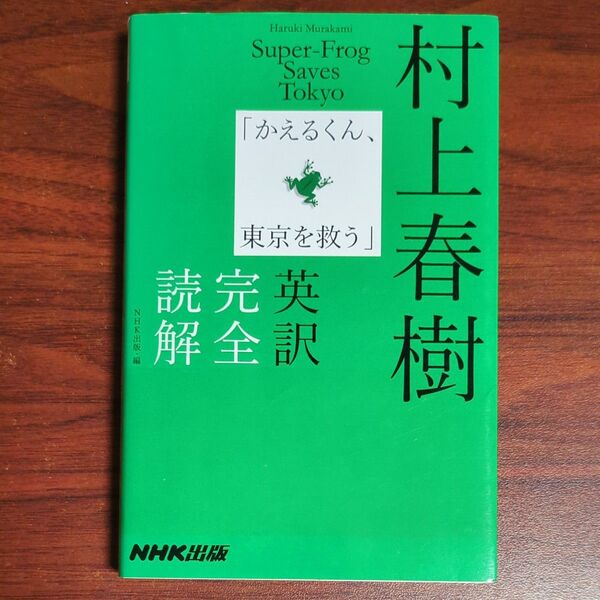 Haruki Murakami
Super-Frog
Saves
Tokyo
村上春樹
「かえるくん、
東京を救う」
英訳
完全
読解
NHK出版・編
NHK出版